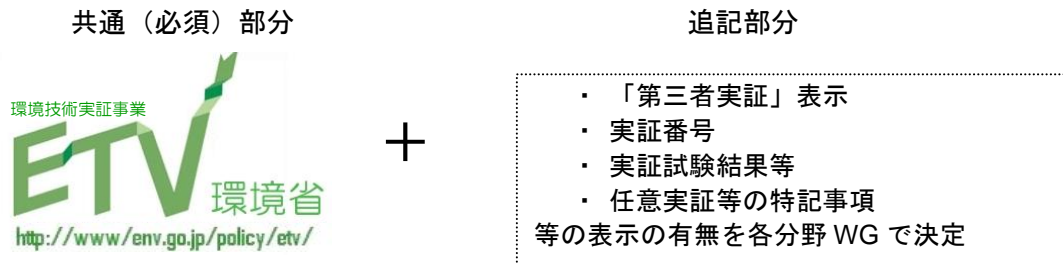 共通（必須）部分
環境技術実証事業
ETV
環境省
http://www/env.go.jp/policy/etv/
＋
追記部分
・ 「第三者実証」表示
・ 実証番号
・ 実証試験結果等
・ 任意実証等の特記事項
等の表示の有無を各分野 WG で決定